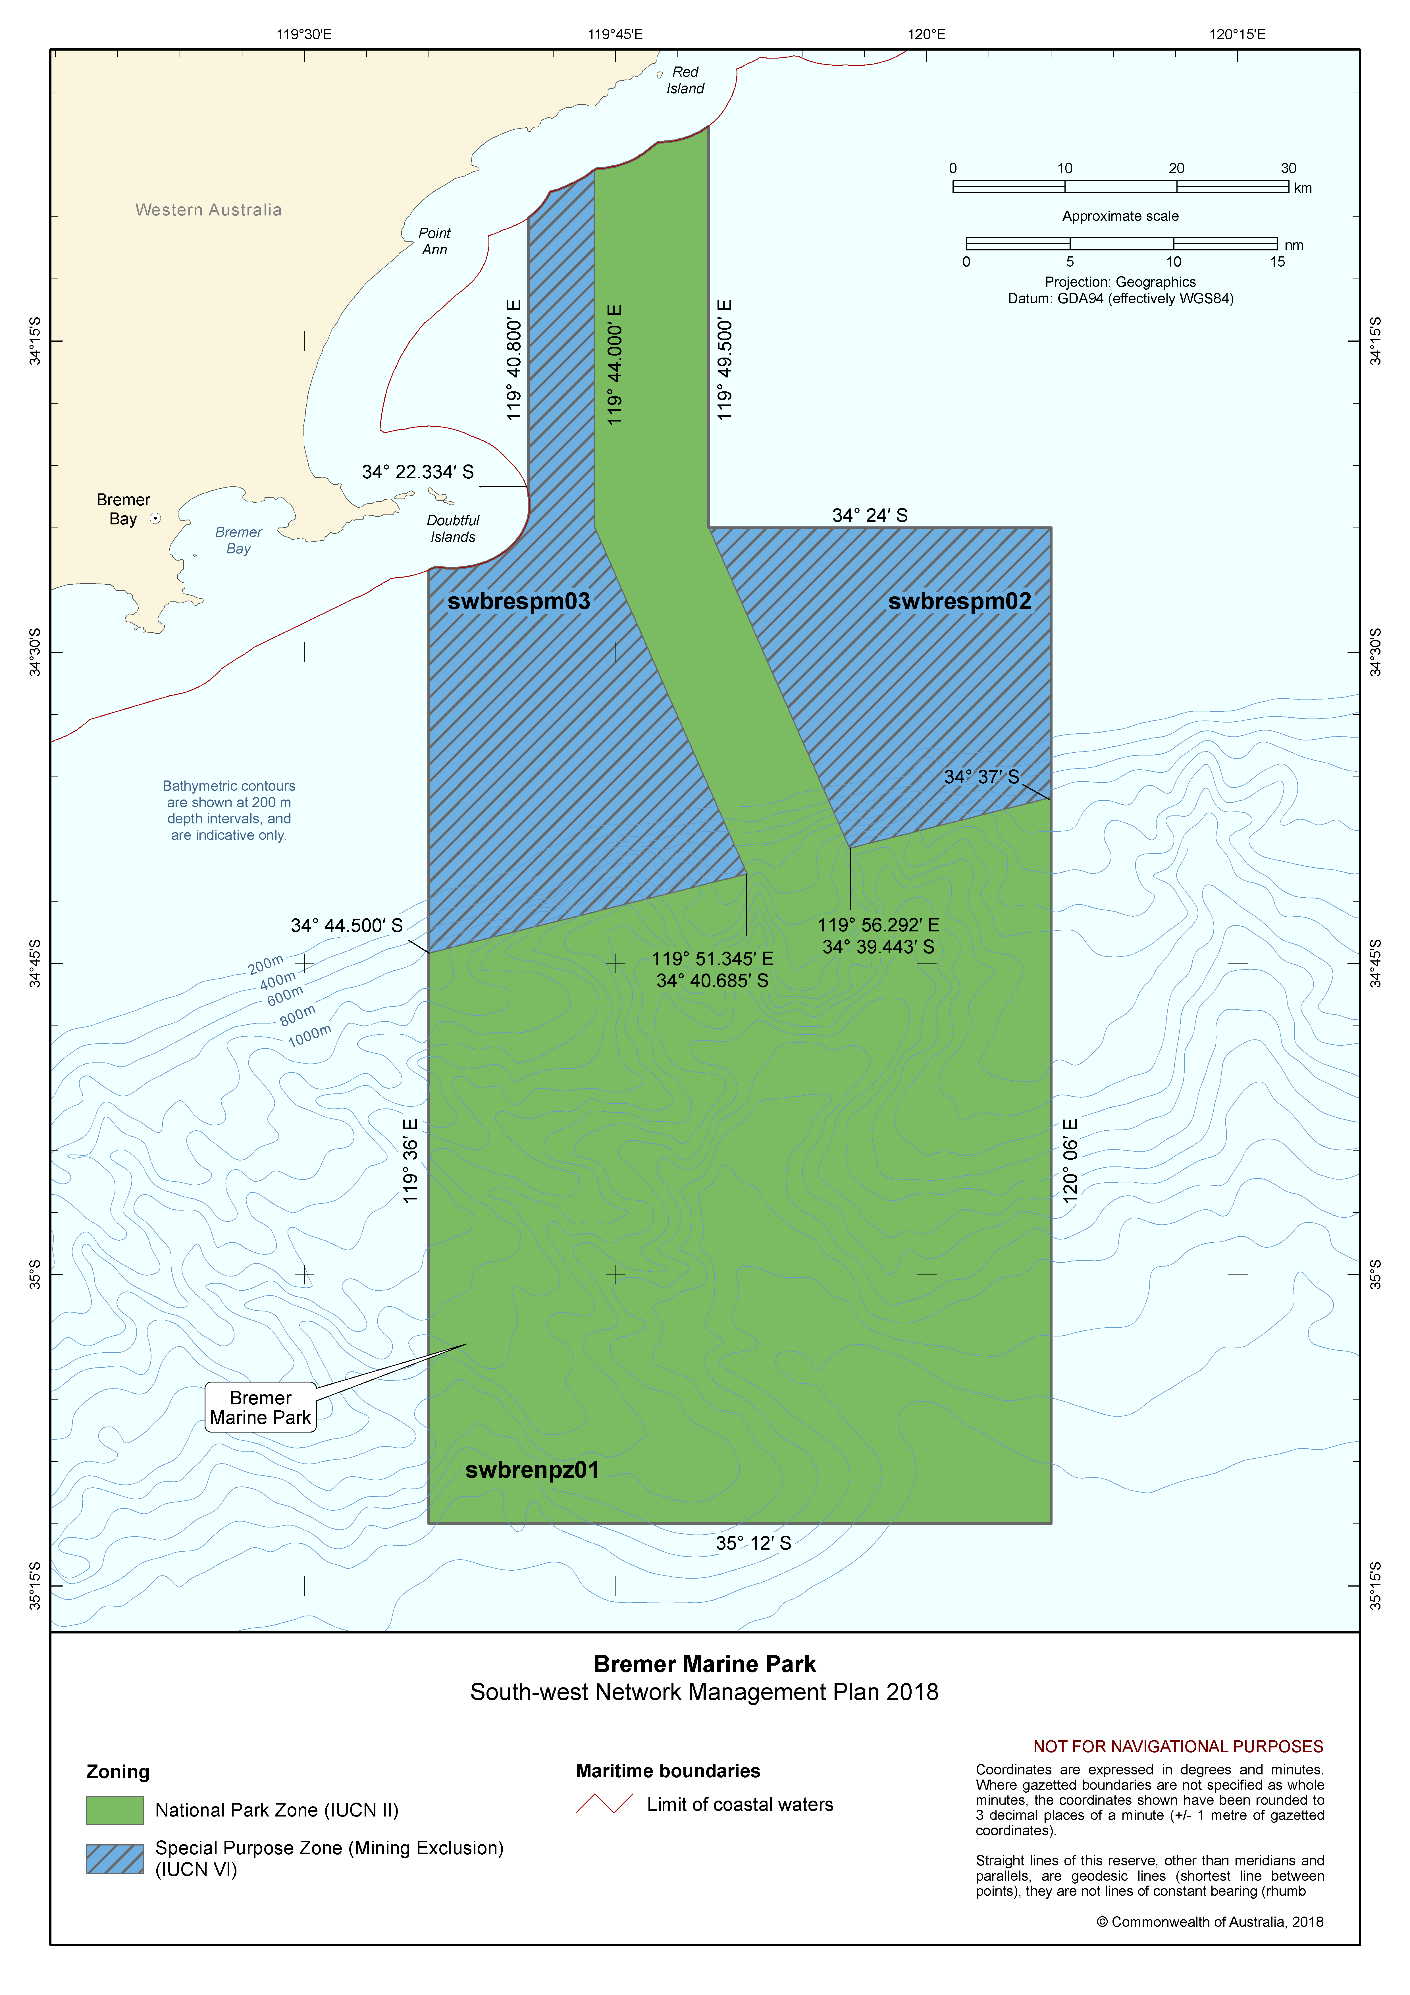 119°30'E
119°45'E
120°E
120°15'E
Red
Island
0 10 20 30
km
Approximate scale
nm
0 5 10 15
Projection: Geographics
Datum: GDA94 (effectively WGS84)
Western Australia
Point
Ann
119° 40.800′ E
119° 44.000′ E
119° 49.500′ E
34°15'S
34°15'S
34° 22.334′ S
Bremer
Bay
Bremer
Bay
Doubtful
Islands
34° 24′ S
swbrespm03
swbrespm02
34°30'S
34°30'S
34° 37′ S
Bathymetric contours
are shown at 200 m
depth intervals, and
are indicative only.
34° 44.500′ S
119° 56.292′ E
34° 39.443′ S
119° 51.345′ E
34° 40.685′ S
34°45'S
34°45'S
200m
400m
600m
800m
1000m
119° 36′ E
120° 06′ E
35°S
35°S
Bremer
Marine Park
swbrenpz01
35° 12′ S
35°15'S
35°15'S
Bremer Marine Park
South-west Network Management Plan 2018
Zoning
National Park Zone (IUCN II)
Special Purpose Zone (Mining Exclusion)
(IUCN VI)
Maritime boundaries
Limit of coastal waters
NOT FOR NAVIGATIONAL PURPOSES
Coordinates are expressed in degrees and minutes.
Where gazetted boundaries are not specified as whole
minutes, the coordinates shown have been rounded to
3 decimal places of a minute (+/- 1 metre of gazetted
coordinates).
Straight lines of this reserve, other than meridians and
parallels, are geodesic lines (shortest line between
points), they are not lines of constant bearing (rhumb
© Commonwealth of Australia, 2018